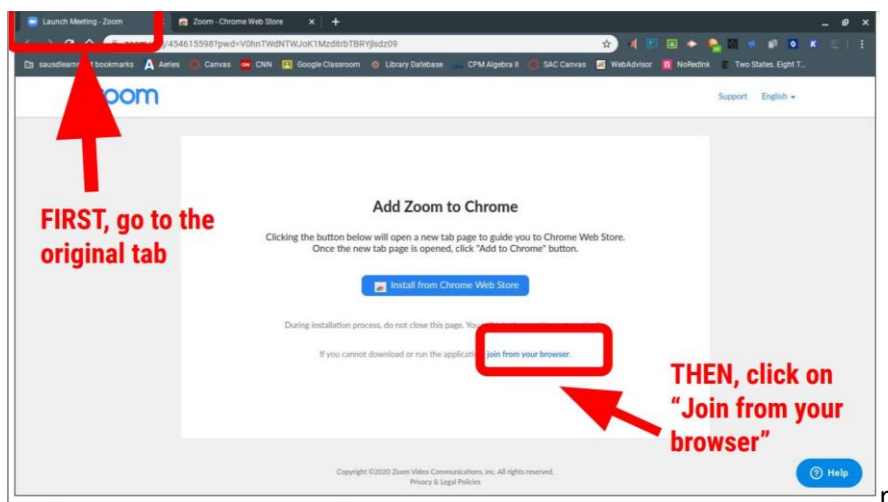 Launch Meeting - Zoom
Zoom - Chrome Web Store
/454615598?pwd=V0hnTWdNTWJoK1MzditrbTBRYjlsdz09
bookmarks Aeries Canvas CNN Google Classroom Library Datebase CPM Algebra II SAC Canvas WebAdvisor NoRedInk Two States. Eight T...
oom
Support English
Add Zoom to Chrome
Clicking the button below will open a new tab page to guide you to Chrome Web Store.
Once the new tab page is opened, click "Add to Chrome" button.
Install from Chrome Web Store
During installation process, do not close this page.
If you cannot download or run the application join from your browser.
FIRST, go to the
original tab
THEN, click on
“Join from your
browser”
Help
Copyright ©2020 Zoom Video Communications, Inc. All rights reserved.
Privacy & Legal Policies